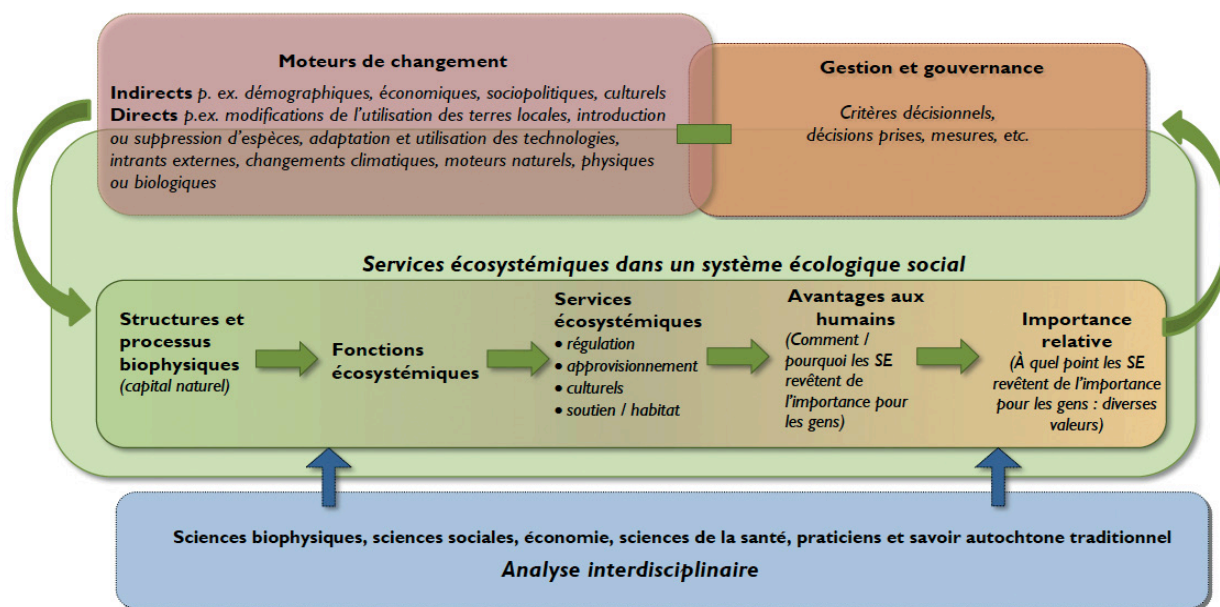 Moteurs de changement
Indirects p. ex. démographiques, économiques, sociopolitiques, culturels
Directs p.ex. modifications de l'utilisation des terres locales, introduction
ou suppression d'espèces, adaptation et utilisation des technologies,
intrants externes, changements climatiques, moteurs naturels, physiques
ou biologiques
Gestion et gouvernance
Critères décisionnels,
décisions prises, mesures, etc.
Services écosystémiques dans un système écologique social
Structures et
processus
biophysiques
(capital naturel)
Fonctions
écosystémiques
Services
écosystémiques
• régulation
• approvisionnement
• culturels
• soutien / habitat
Avantages aux
humains
(Comment /
pourquoi les SE
revêtent de
l'importance pour
les gens)
Importance
relative
(À quel point les SE
revêtent de l'importance
pour les gens : diverses
valeurs)
Sciences biophysiques, sciences sociales, économie, sciences de la santé, praticiens et savoir autochtone traditionnel
Analyse interdisciplinaire